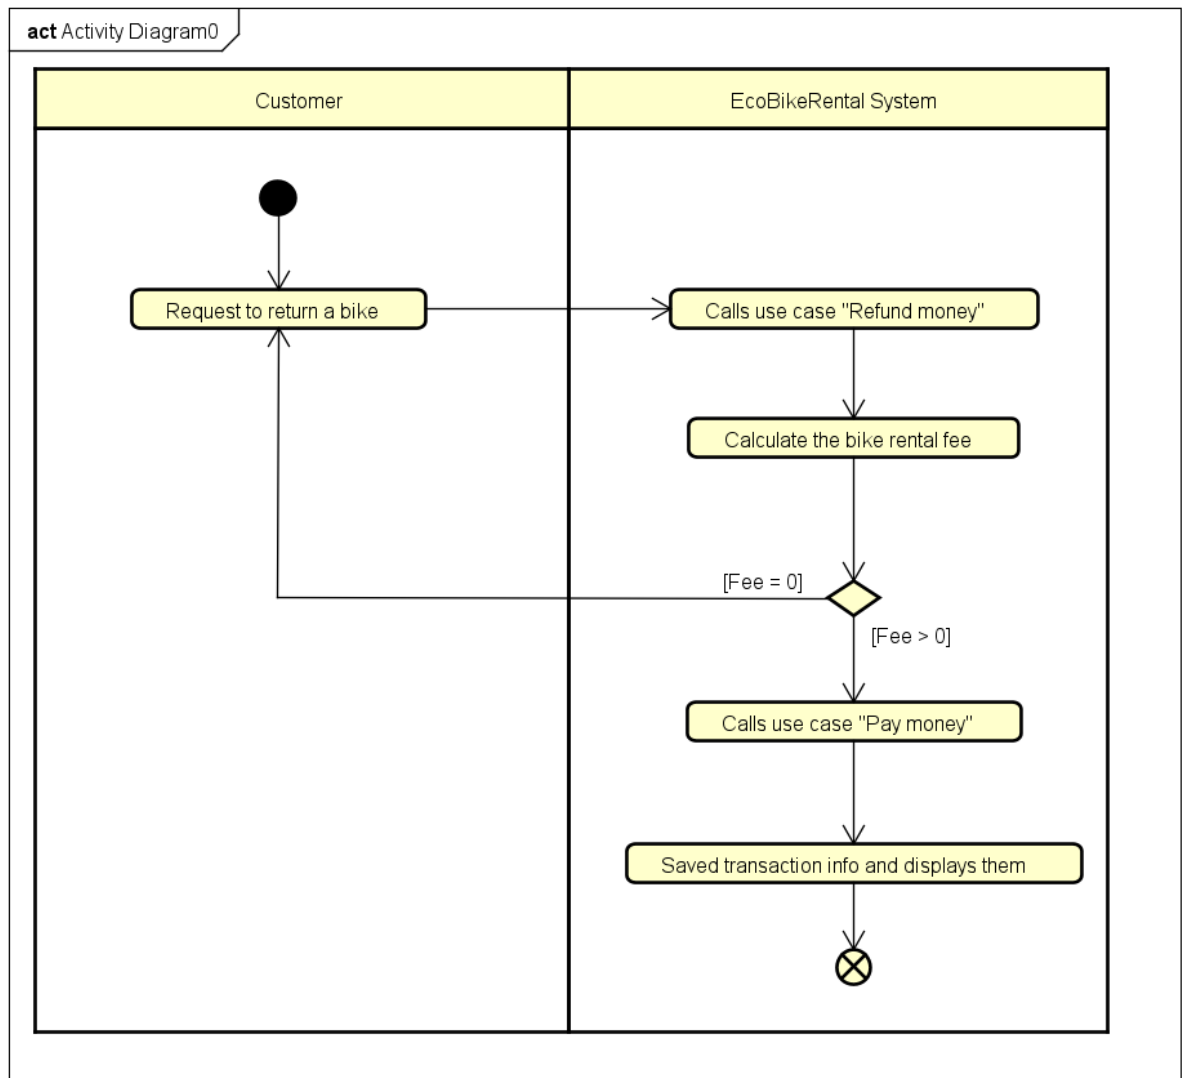 act Activity Diagram0
Customer
EcoBikeRental System
Request to return a bike
Calls use case "Refund money"
Calculate the bike rental fee
[Fee = 0]
[Fee > 0]
Calls use case "Pay money"
Saved transaction info and displays them